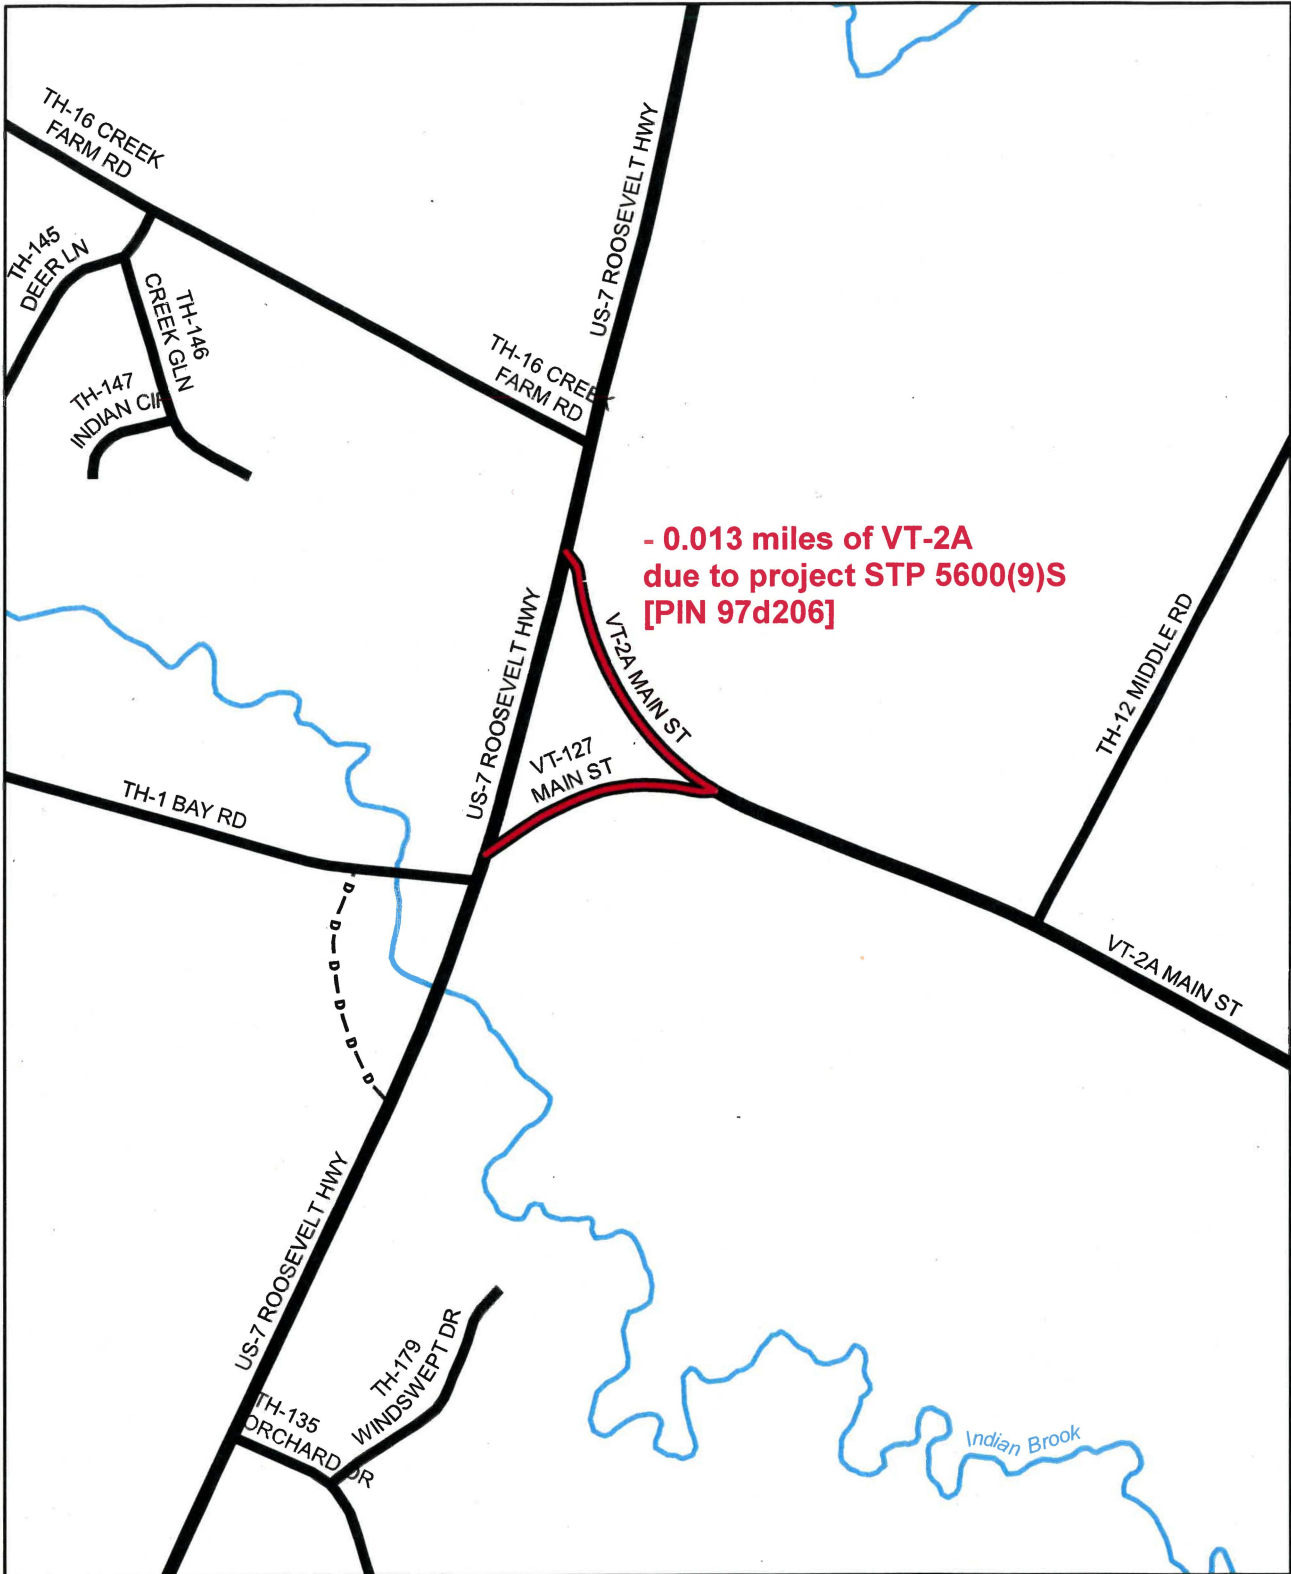 TH-16 CREEK
FARM RD
US-7 ROOSEVELT HWY
TH-145
DEER LN
TH-146
CREEK GLN
TH-147
INDIAN CIR
TH-16 CREEK
FARM RD
- 0.013 miles of VT-2A
due to project STP 5600(9)S
[PIN 97d206]
US-7 ROOSEVELT HWY
VT-2A MAIN ST
TH-12 MIDDLE RD
VT-127
MAIN ST
TH-1 BAY RD
D
D
D
D
D
D
VT-2A MAIN ST
US-7 ROOSEVELT HWY
TH-179
WINDSWEPT DR
TH-135
ORCHARD DR
Indian Brook